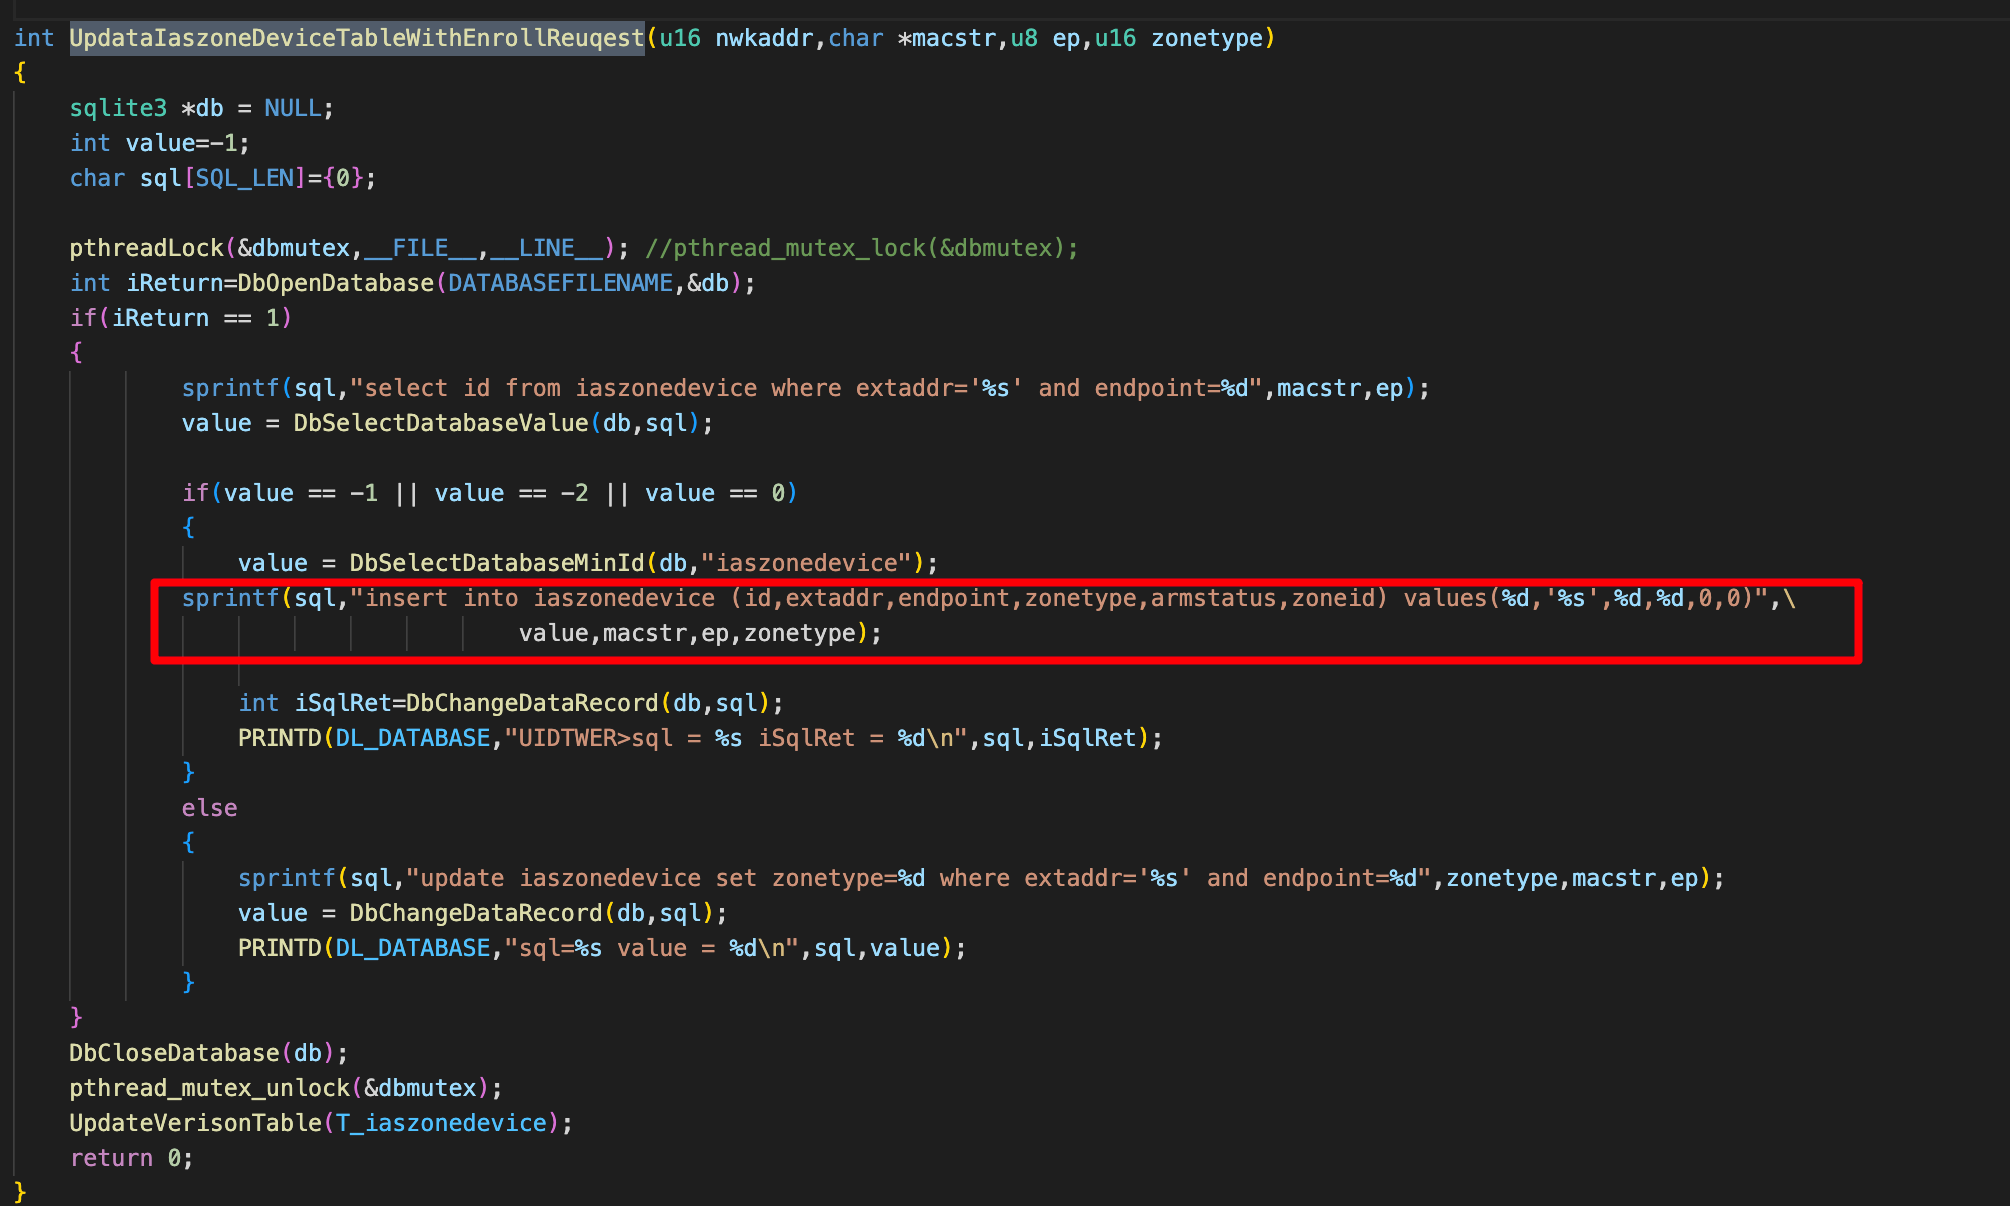 int UpdataIaszoneDeviceTableWithEnrollReuqest(u16 nwkaddr,char *macstr,u8 ep,u16 zonetype)
{
    sqlite3 *db = NULL;
    int value=-1;
    char sql[SQL_LEN]={0};

    pthreadLock(&dbmutex,__FILE__,__LINE__); //pthread_mutex_lock(&dbmutex);
    int iReturn=DbOpenDatabase(DATABASEFILENAME,&db);
    if(iReturn == 1)
    {
            sprintf(sql,"select id from iaszonedevice where extaddr='%s' and endpoint=%d",macstr,ep);
            value = DbSelectDatabaseValue(db,sql);

            if(value == -1 || value == -2 || value == 0)
            {
                value = DbSelectDatabaseMinId(db,"iaszonedevice");
            sprintf(sql,"insert into iaszonedevice (id,extaddr,endpoint,zonetype,armstatus,zoneid) values(%d,'%s',%d,%d,0,0)",\
                                    value,macstr,ep,zonetype);

                int iSqlRet=DbChangeDataRecord(db,sql);
                PRINTD(DL_DATABASE,"UIDTWER>sql = %s iSqlRet = %d\n",sql,iSqlRet);
            }
            else
            {
                sprintf(sql,"update iaszonedevice set zonetype=%d where extaddr='%s' and endpoint=%d",zonetype,macstr,ep);
                value = DbChangeDataRecord(db,sql);
                PRINTD(DL_DATABASE,"sql=%s value = %d\n",sql,value);
            }
    }
    DbCloseDatabase(db);
    pthread_mutex_unlock(&dbmutex);
    UpdateVerisonTable(T_iaszonedevice);
    return 0;
}